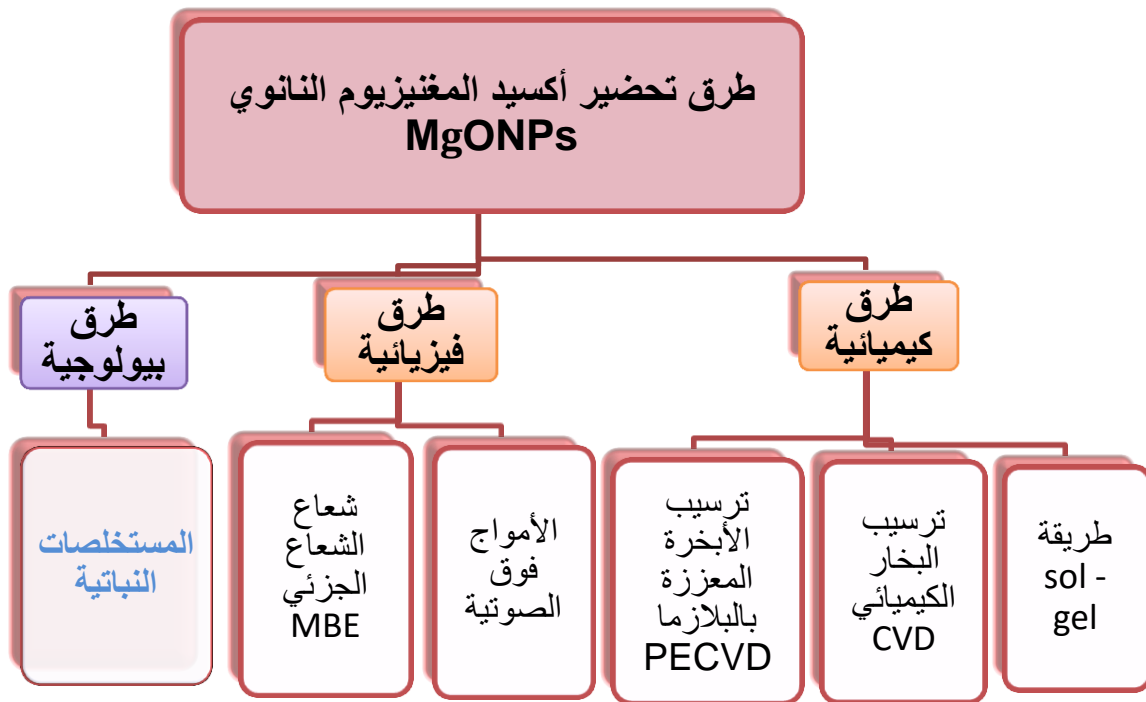 طرق تحضير أكسيد المغنيزيوم النانوي
MgONPs
طرق
كيميائية
طرق
فيزيائية
طرق
بيولوجية
طريقة
sol -
gel
ترسيب
البخار
الكيميائي
CVD
ترسيب
الأبخرة
المعززة
بالبلازما
PECVD
الأمواج
فوق
الصوتية
شعاع
الشعاع
الجزئي
MBE
المستخلصات
النباتية